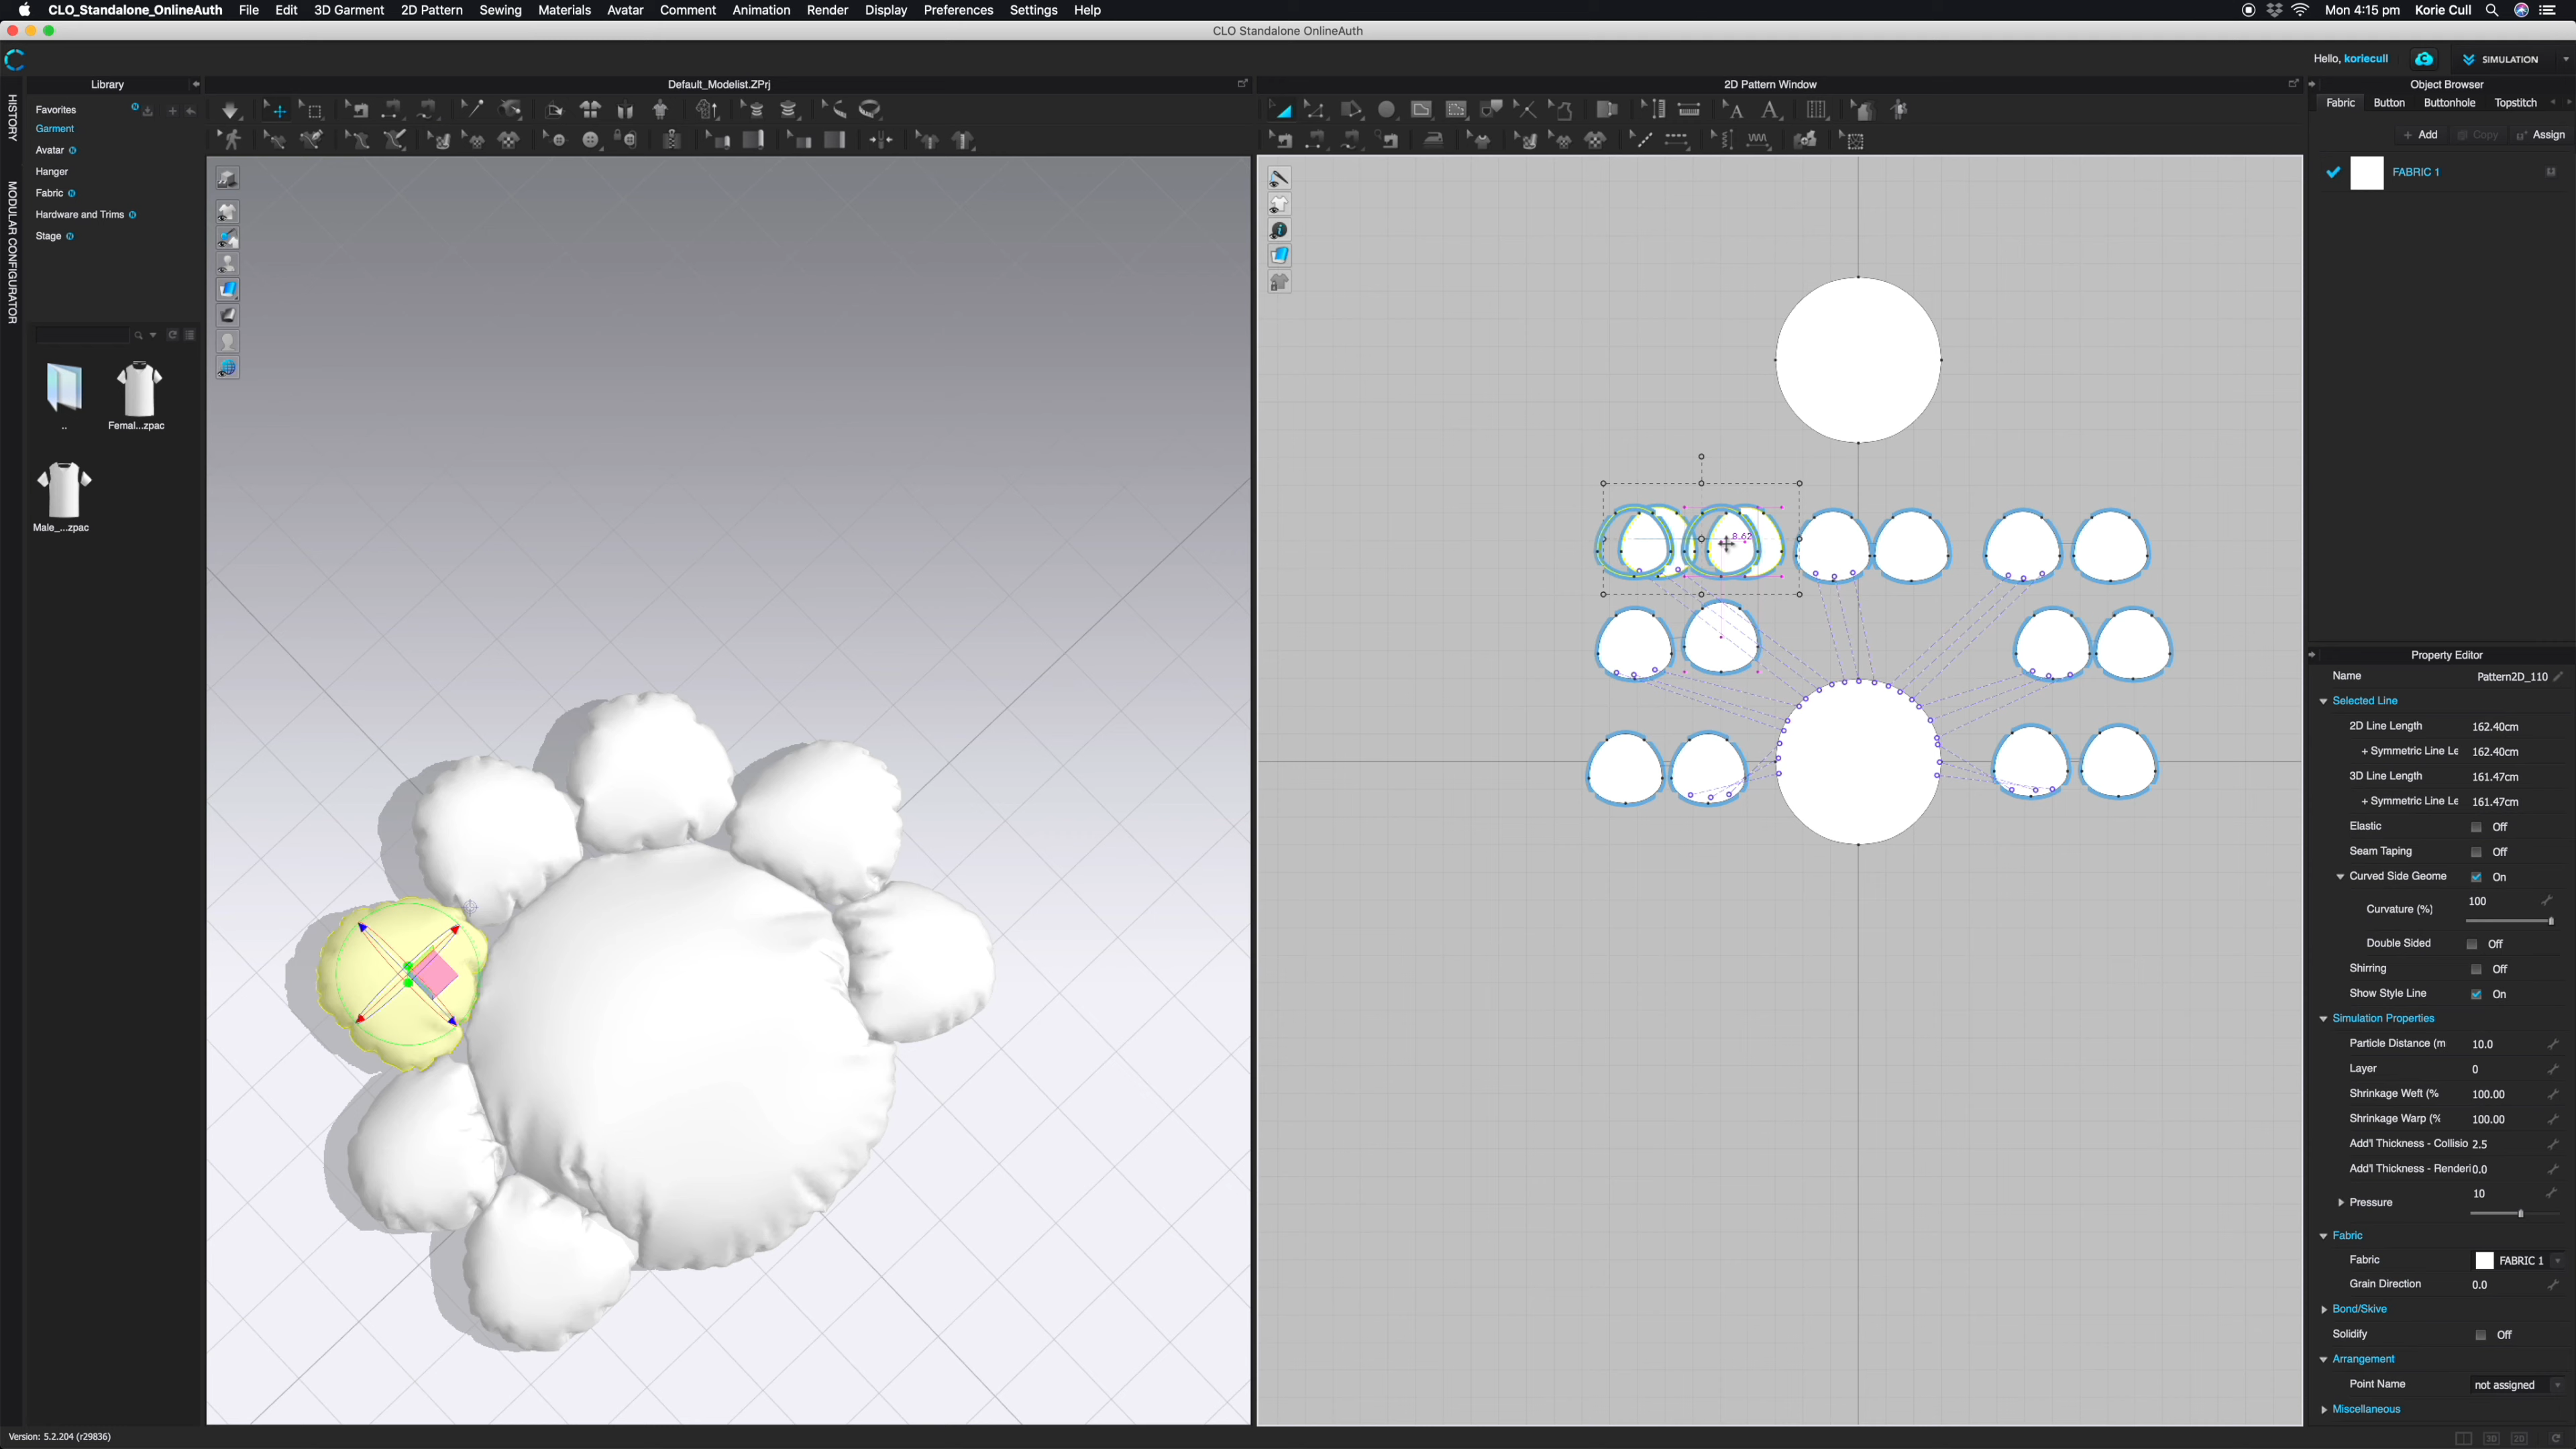 CLO_Standalone_OnlineAuth File Edit 3D Garment 2D Pattern Sewing Materials Avatar Comment Animation Render Display Preferences Settings Help Mon 4:15 pm Korie Cull
CLO Standalone OnlineAuth
Hello, koriecull SIMULATION
Library Default_Modelist.ZPrj 2D Pattern Window Object Browser
HISTORY
MODULAR CONFIGURATOR
Favorites
Garment
Avatar
Hanger
Fabric
Hardware and Trims
Stage
..
Femal...zpac
Male_...zpac
8.62
Fabric Button Buttonhole Topstitch
+ Add Copy Assign
FABRIC 1
Property Editor
Name Pattern2D_110
Selected Line
2D Line Length 162.40cm
+ Symmetric Line Le 162.40cm
3D Line Length 161.47cm
+ Symmetric Line Le 161.47cm
Elastic Off
Seam Taping Off
Curved Side Geome On
Curvature (%) 100
Double Sided Off
Shirring Off
Show Style Line On
Simulation Properties
Particle Distance (m 10.0
Layer 0
Shrinkage Weft (% 100.00
Shrinkage Warp (% 100.00
Add'l Thickness - Collisio 2.5
Add'l Thickness - Renderi 0.0
Pressure 10
Fabric
Fabric FABRIC 1
Grain Direction 0.0
Bond/Skive
Solidify Off
Arrangement
Point Name not assigned
Miscellaneous
Version: 5.2.204 (r29836)
3D 2D